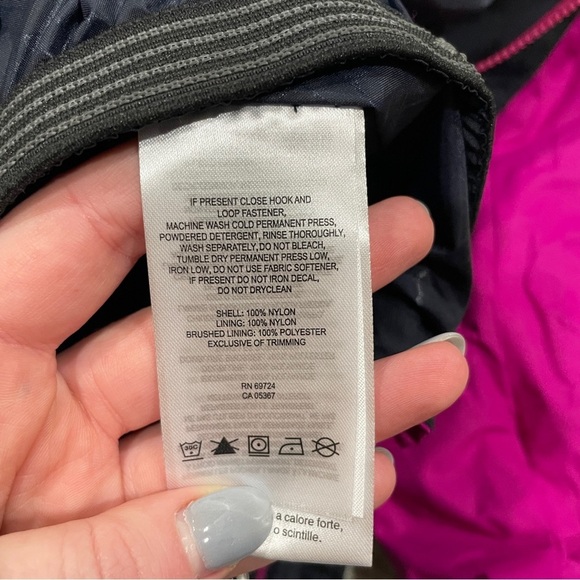 IF PRESENT CLOSE HOOK AND
LOOP FASTENER,
MACHINE WASH COLD PERMANENT PRESS,
POWDERED DETERGENT, RINSE THOROUGHLY,
WASH SEPARATELY, DO NOT BLEACH,
TUMBLE DRY PERMANENT PRESS LOW,
IRON LOW, DO NOT USE FABRIC SOFTENER,
IF PRESENT DO NOT IRON DECAL,
DO NOT DRYCLEAN
SHELL: 100% NYLON
LINING: 100% NYLON
BRUSHED LINING: 100% POLYESTER
EXCLUSIVE OF TRIMMING
RN 69724
CA 05367
30C
a calore forte,
o scintille.